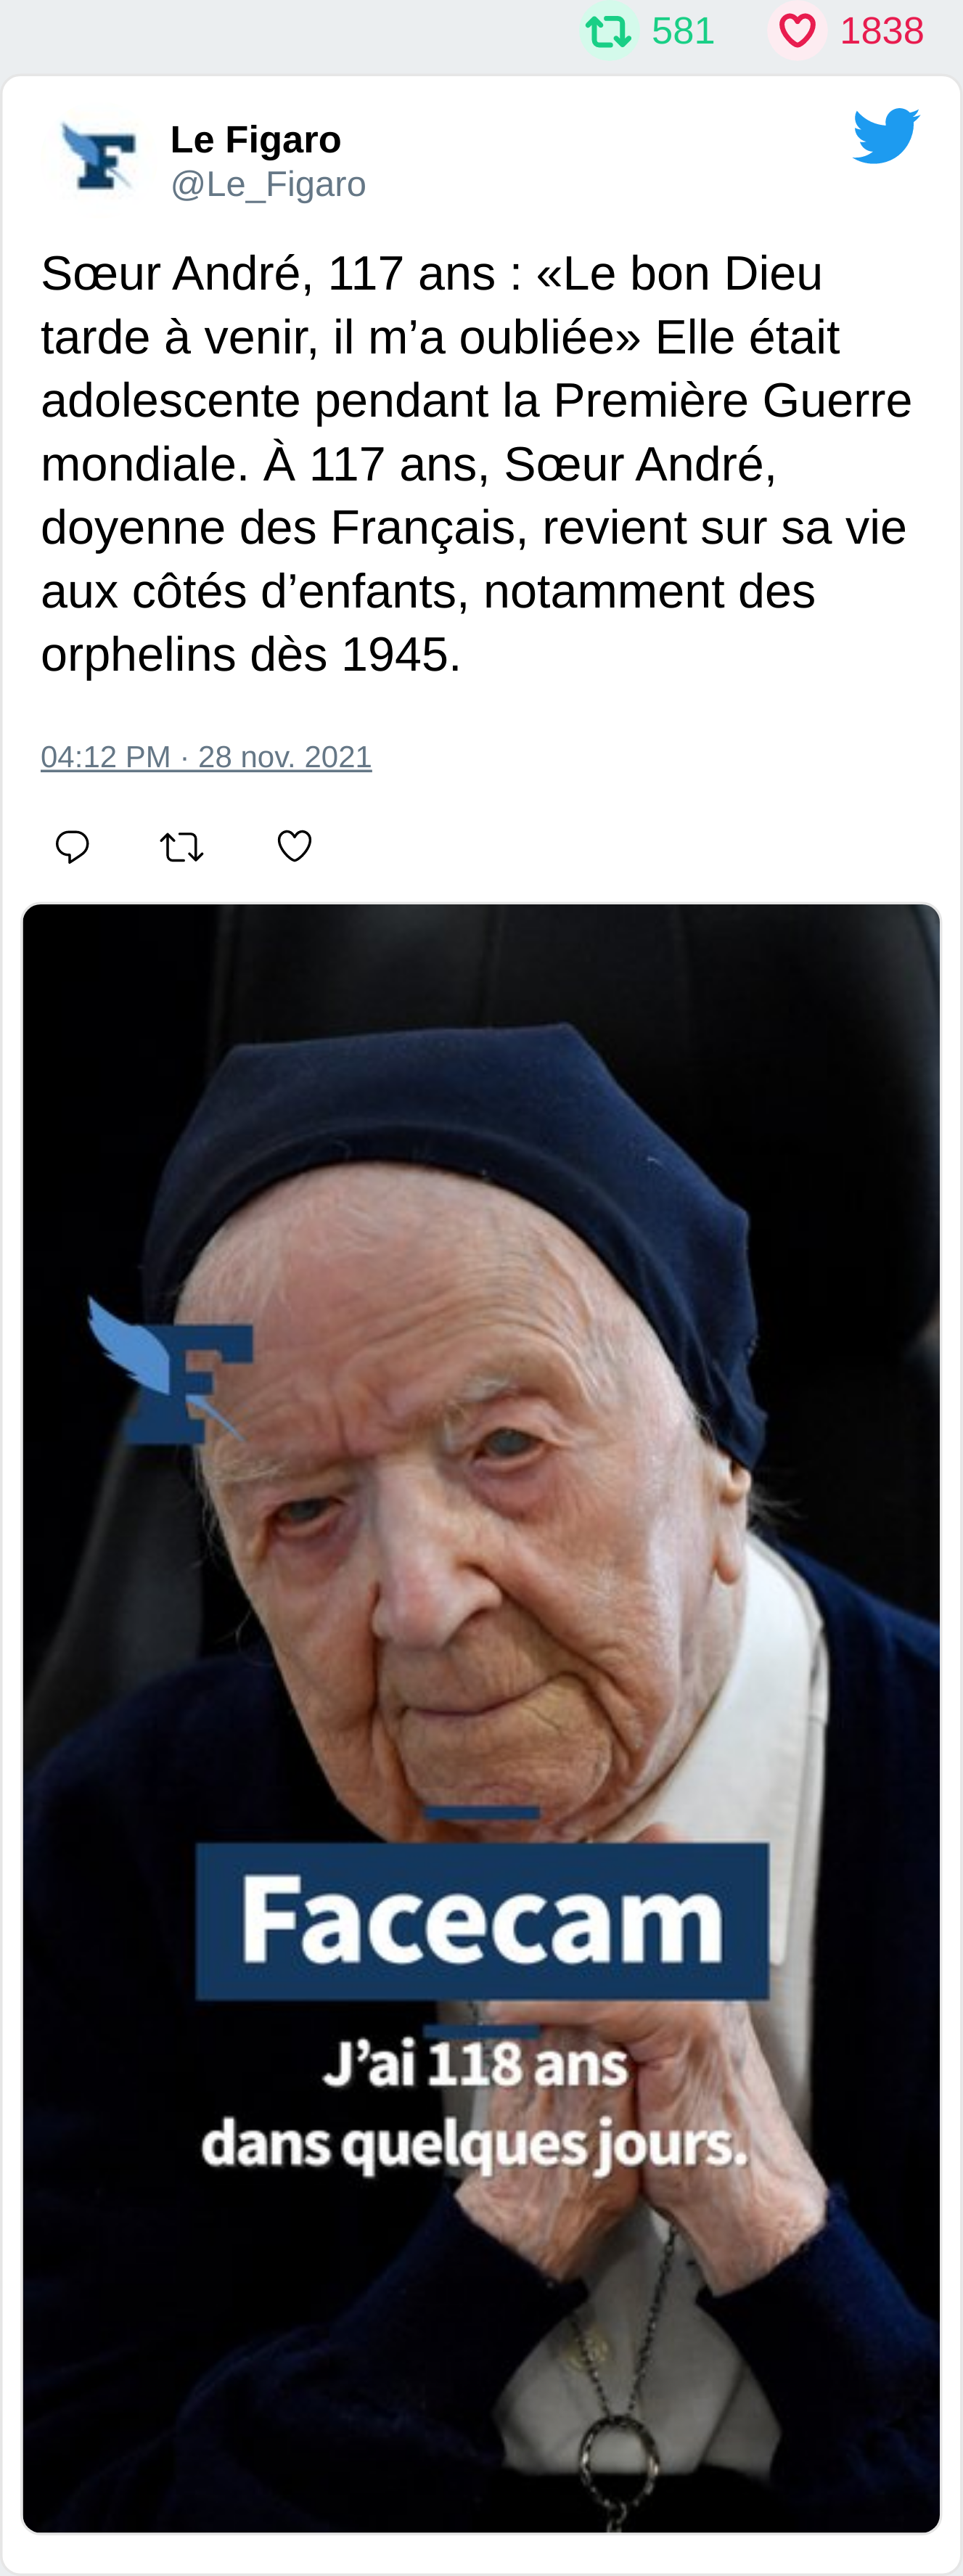 581 1838
Le Figaro
@Le_Figaro
Sœur André, 117 ans : «Le bon Dieu
tarde à venir, il m’a oubliée» Elle était
adolescente pendant la Première Guerre
mondiale. À 117 ans, Sœur André,
doyenne des Français, revient sur sa vie
aux côtés d’enfants, notamment des
orphelins dès 1945.
04:12 PM · 28 nov. 2021
F
Facecam
J’ai 118 ans
dans quelques jours.